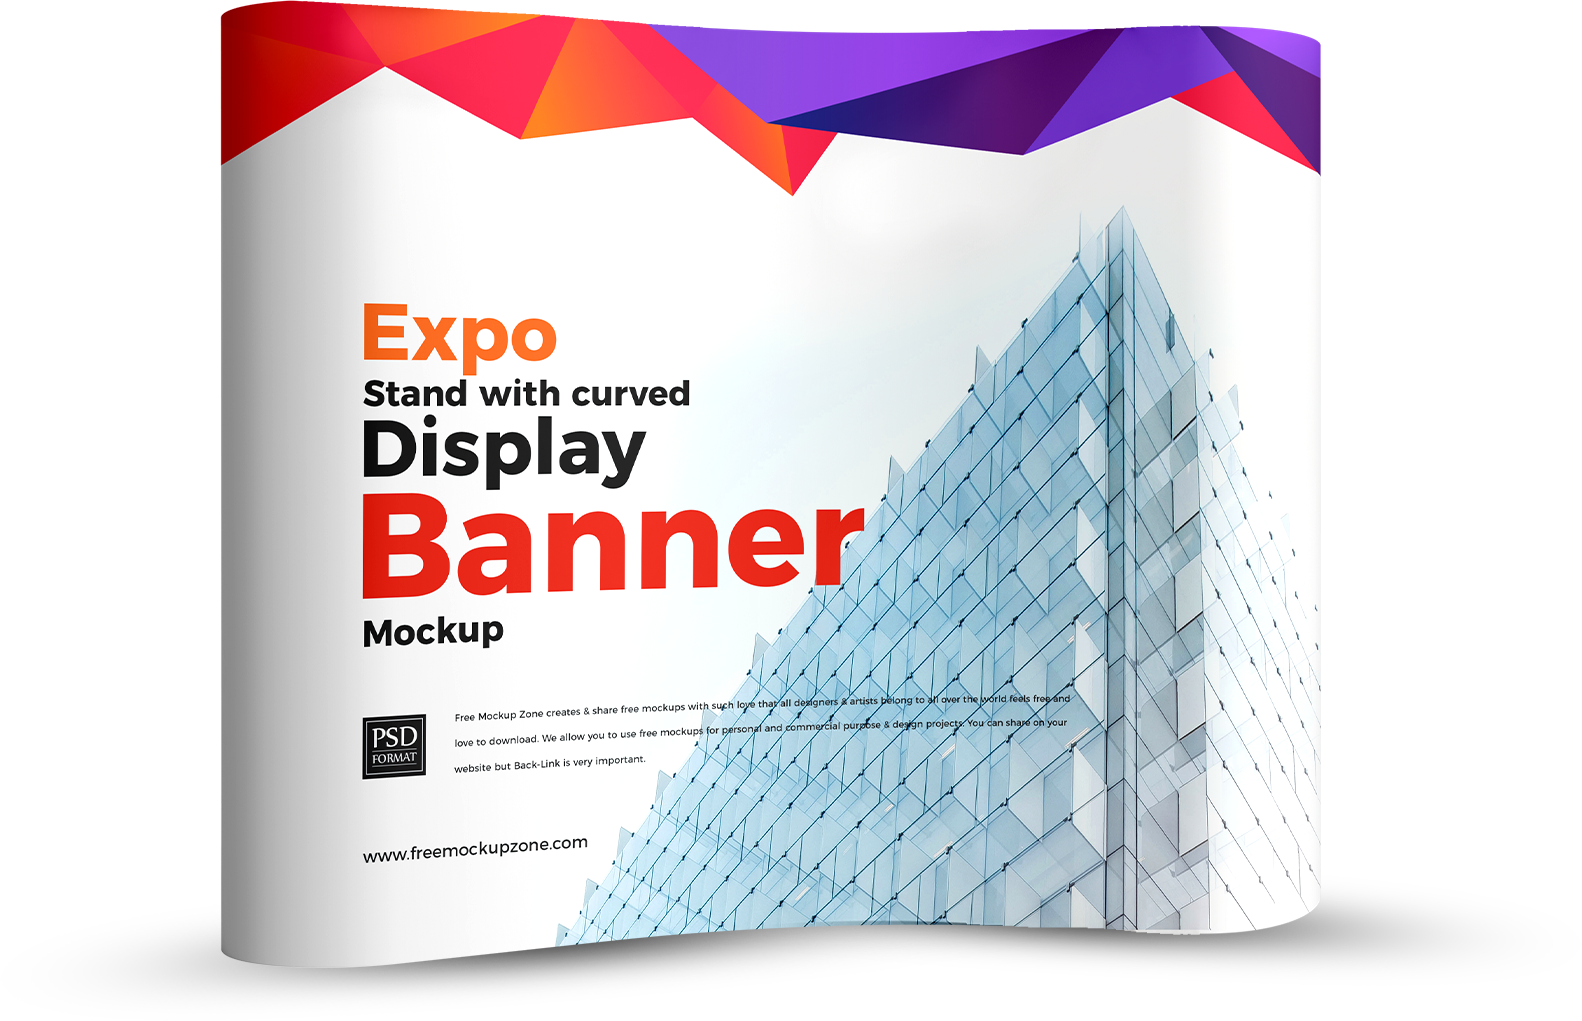 Expo
Stand with curved
Display
Banner
Mockup
Free Mockup Zone creates & share free mockups with such love that all designers & artists belong to all over the world feels free and
love to download. We allow you to use free mockups for personal and commercial purpose & design projects. You can share on your
website but Back-Link is very important.
PSD
FORMAT
www.freemockupzone.com